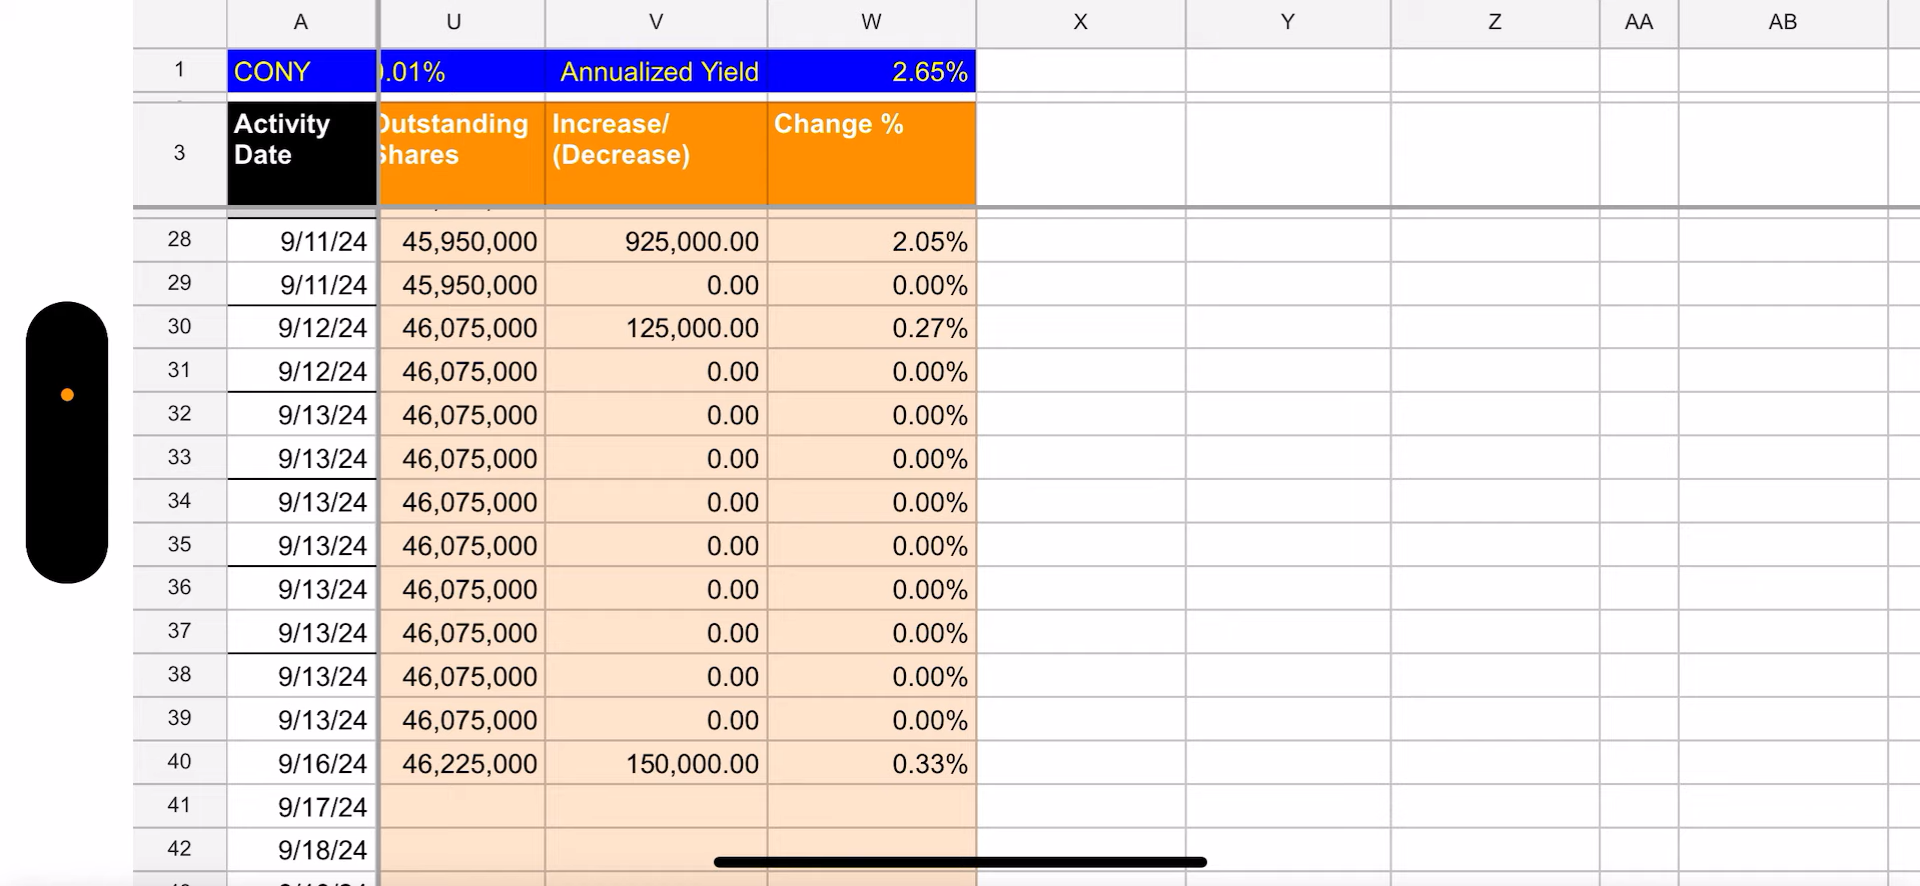 A U V W X Y Z AA AB
1 CONY .01% Annualized Yield 2.65%
3 Activity Date Outstanding Shares Increase/ (Decrease) Change %
28 9/11/24 45,950,000 925,000.00 2.05%
29 9/11/24 45,950,000 0.00 0.00%
30 9/12/24 46,075,000 125,000.00 0.27%
31 9/12/24 46,075,000 0.00 0.00%
32 9/13/24 46,075,000 0.00 0.00%
33 9/13/24 46,075,000 0.00 0.00%
34 9/13/24 46,075,000 0.00 0.00%
35 9/13/24 46,075,000 0.00 0.00%
36 9/13/24 46,075,000 0.00 0.00%
37 9/13/24 46,075,000 0.00 0.00%
38 9/13/24 46,075,000 0.00 0.00%
39 9/13/24 46,075,000 0.00 0.00%
40 9/16/24 46,225,000 150,000.00 0.33%
41 9/17/24
42 9/18/24